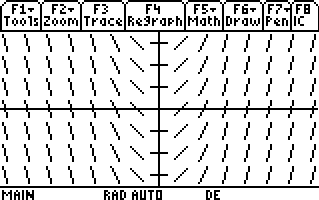 F1 F2 F3 F4 F5 F6 F7 F8
Tools Zoom Trace ReGraph Math Draw Pen IC
MAIN RAD AUTO DE